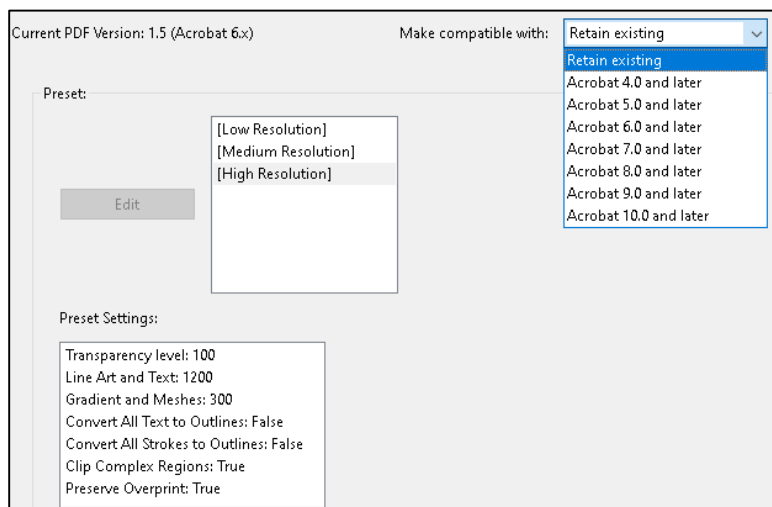 Current PDF Version: 1.5 (Acrobat 6.x)
Make compatible with: Retain existing
Retain existing
Acrobat 4.0 and later
Acrobat 5.0 and later
Acrobat 6.0 and later
Acrobat 7.0 and later
Acrobat 8.0 and later
Acrobat 9.0 and later
Acrobat 10.0 and later
Preset:
[Low Resolution]
[Medium Resolution]
[High Resolution]
Edit
Preset Settings:
Transparency level: 100
Line Art and Text: 1200
Gradient and Meshes: 300
Convert All Text to Outlines: False
Convert All Strokes to Outlines: False
Clip Complex Regions: True
Preserve Overprint: True